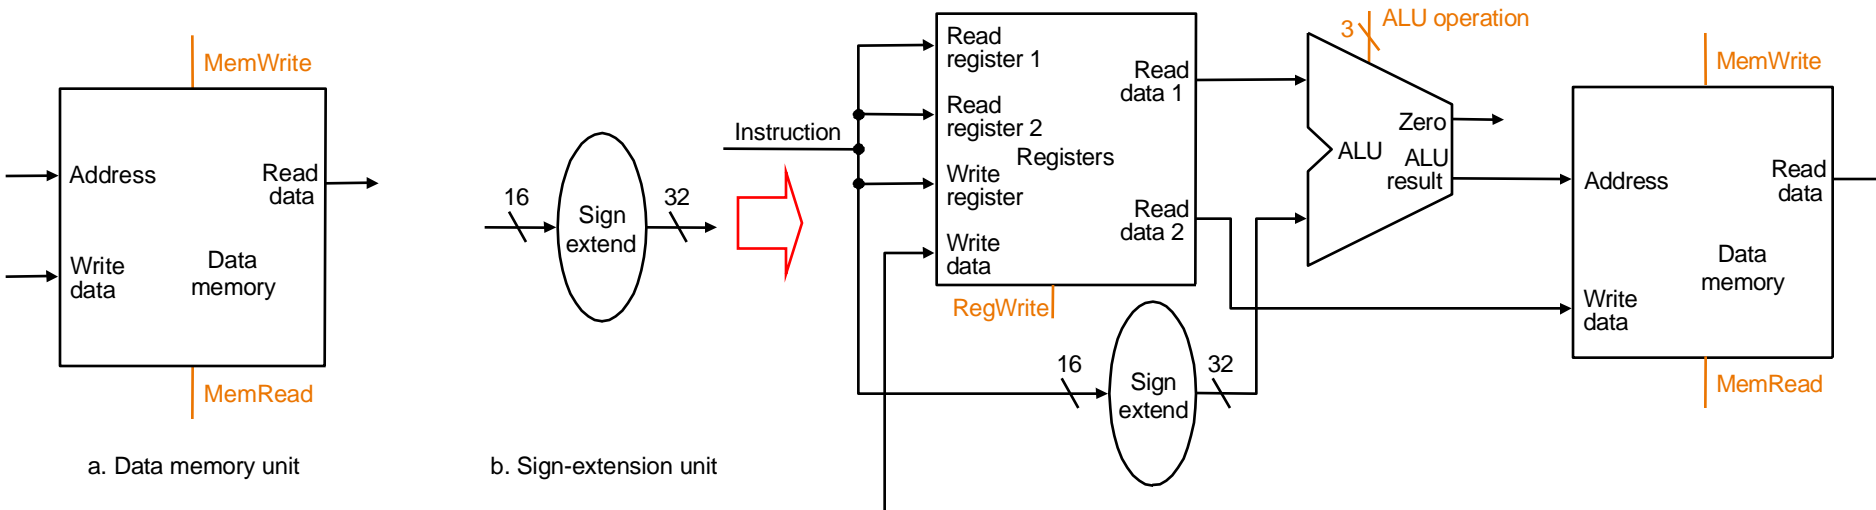 MemWrite
Address
Read
data
Write
data
Data
memory
MemRead
a. Data memory unit
16
Sign
extend
32
b. Sign-extension unit
Instruction
Read
register 1
Read
register 2
Write
register
Write
data
Registers
Read
data 1
Read
data 2
RegWrite
16
Sign
extend
32
3
ALU operation
ALU
Zero
ALU
result
MemWrite
Address
Read
data
Data
memory
Write
data
MemRead